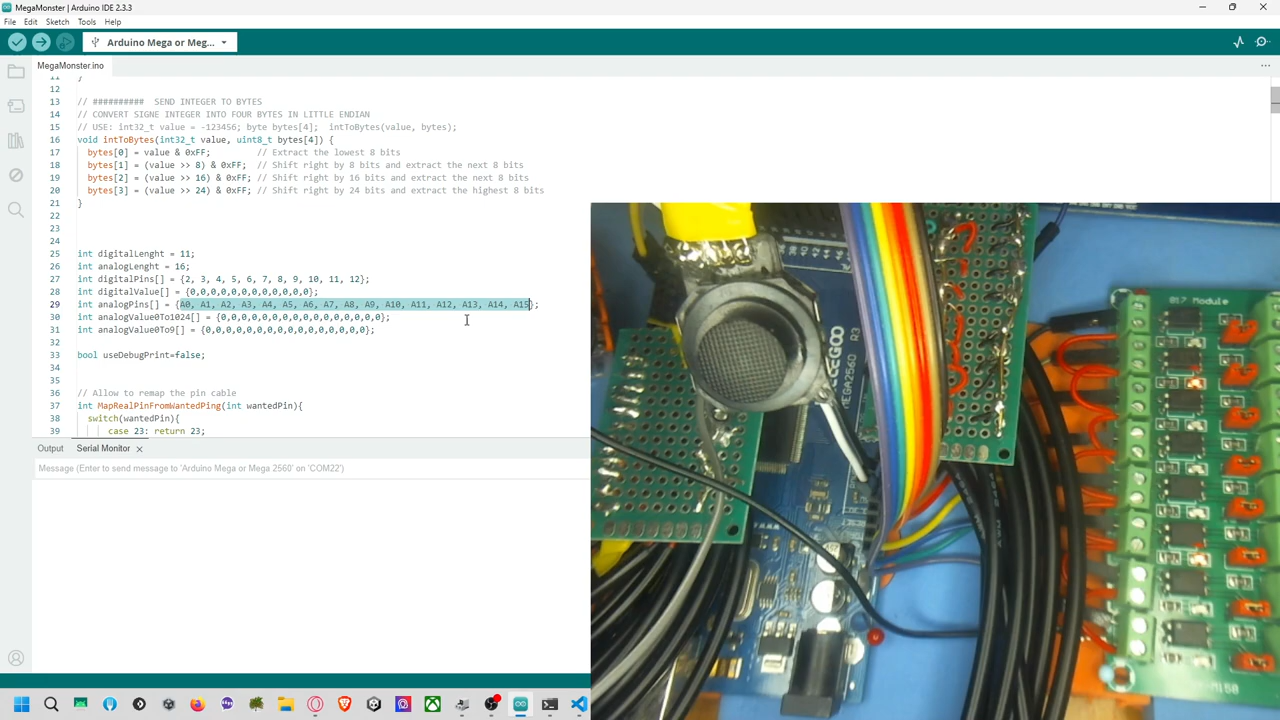 MegaMonster | Arduino IDE 2.3.3
File Edit Sketch Tools Help
Arduino Mega or Meg...
MegaMonster.ino
11 }
12
13 // ########## SEND INTEGER TO BYTES
14 // CONVERT SIGNE INTEGER INTO FOUR BYTES IN LITTLE ENDIAN
15 // USE: int32_t value = -123456; byte bytes[4]; intToBytes(value, bytes);
16 void intToBytes(int32_t value, uint8_t bytes[4]) {
17 bytes[0] = value & 0xFF; // Extract the lowest 8 bits
18 bytes[1] = (value >> 8) & 0xFF; // Shift right by 8 bits and extract the next 8 bits
19 bytes[2] = (value >> 16) & 0xFF; // Shift right by 16 bits and extract the next 8 bits
20 bytes[3] = (value >> 24) & 0xFF; // Shift right by 24 bits and extract the highest 8 bits
21 }
22
23
24
25 int digitalLenght = 11;
26 int analogLenght = 16;
27 int digitalPins[] = {2, 3, 4, 5, 6, 7, 8, 9, 10, 11, 12};
28 int digitalValue[] = {0,0,0,0,0,0,0,0,0,0,0};
29 int analogPins[] = {A0, A1, A2, A3, A4, A5, A6, A7, A8, A9, A10, A11, A12, A13, A14, A15};
30 int analogValue0To1024[] = {0,0,0,0,0,0,0,0,0,0,0,0,0,0,0,0};
31 int analogValue0To9[] = {0,0,0,0,0,0,0,0,0,0,0,0,0,0,0,0};
32
33 bool useDebugPrint=false;
34
35
36 // Allow to remap the pin cable
37 int MapRealPinFromWantedPing(int wantedPin){
38 switch(wantedPin){
39 case 23: return 23;
Output Serial Monitor
Message (Enter to send message to 'Arduino Mega or Mega 2560' on 'COM22')
ELEGOO
MEGA2560 R3
817 Module